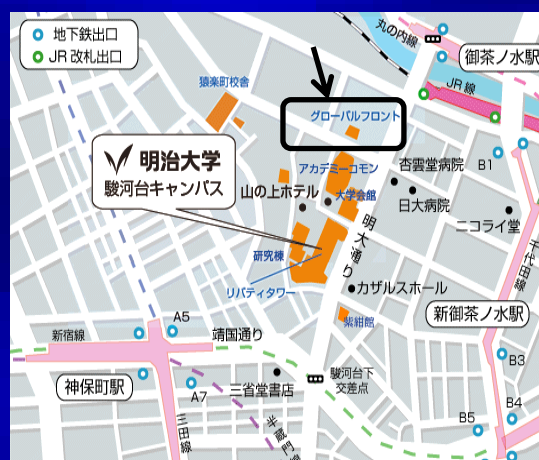 地下鉄出口
JR 改札出口
丸の内線
御茶ノ水駅
JR 線
猿楽町校舎
グローバルフロント
明治大学
駿河台キャンパス
アカデミーコモン
杏雲堂病院
B1
山の上ホテル
大学会館
日大病院
ニコライ堂
明大通り
千代田線
研究棟
リバティタワー
カザルスホール
紫紺館
新御茶ノ水駅
A5
新宿線
靖国通り
B3
神保町駅
A7
三省堂書店
駿河台下
交差点
三田線
半蔵門線
B4
B5